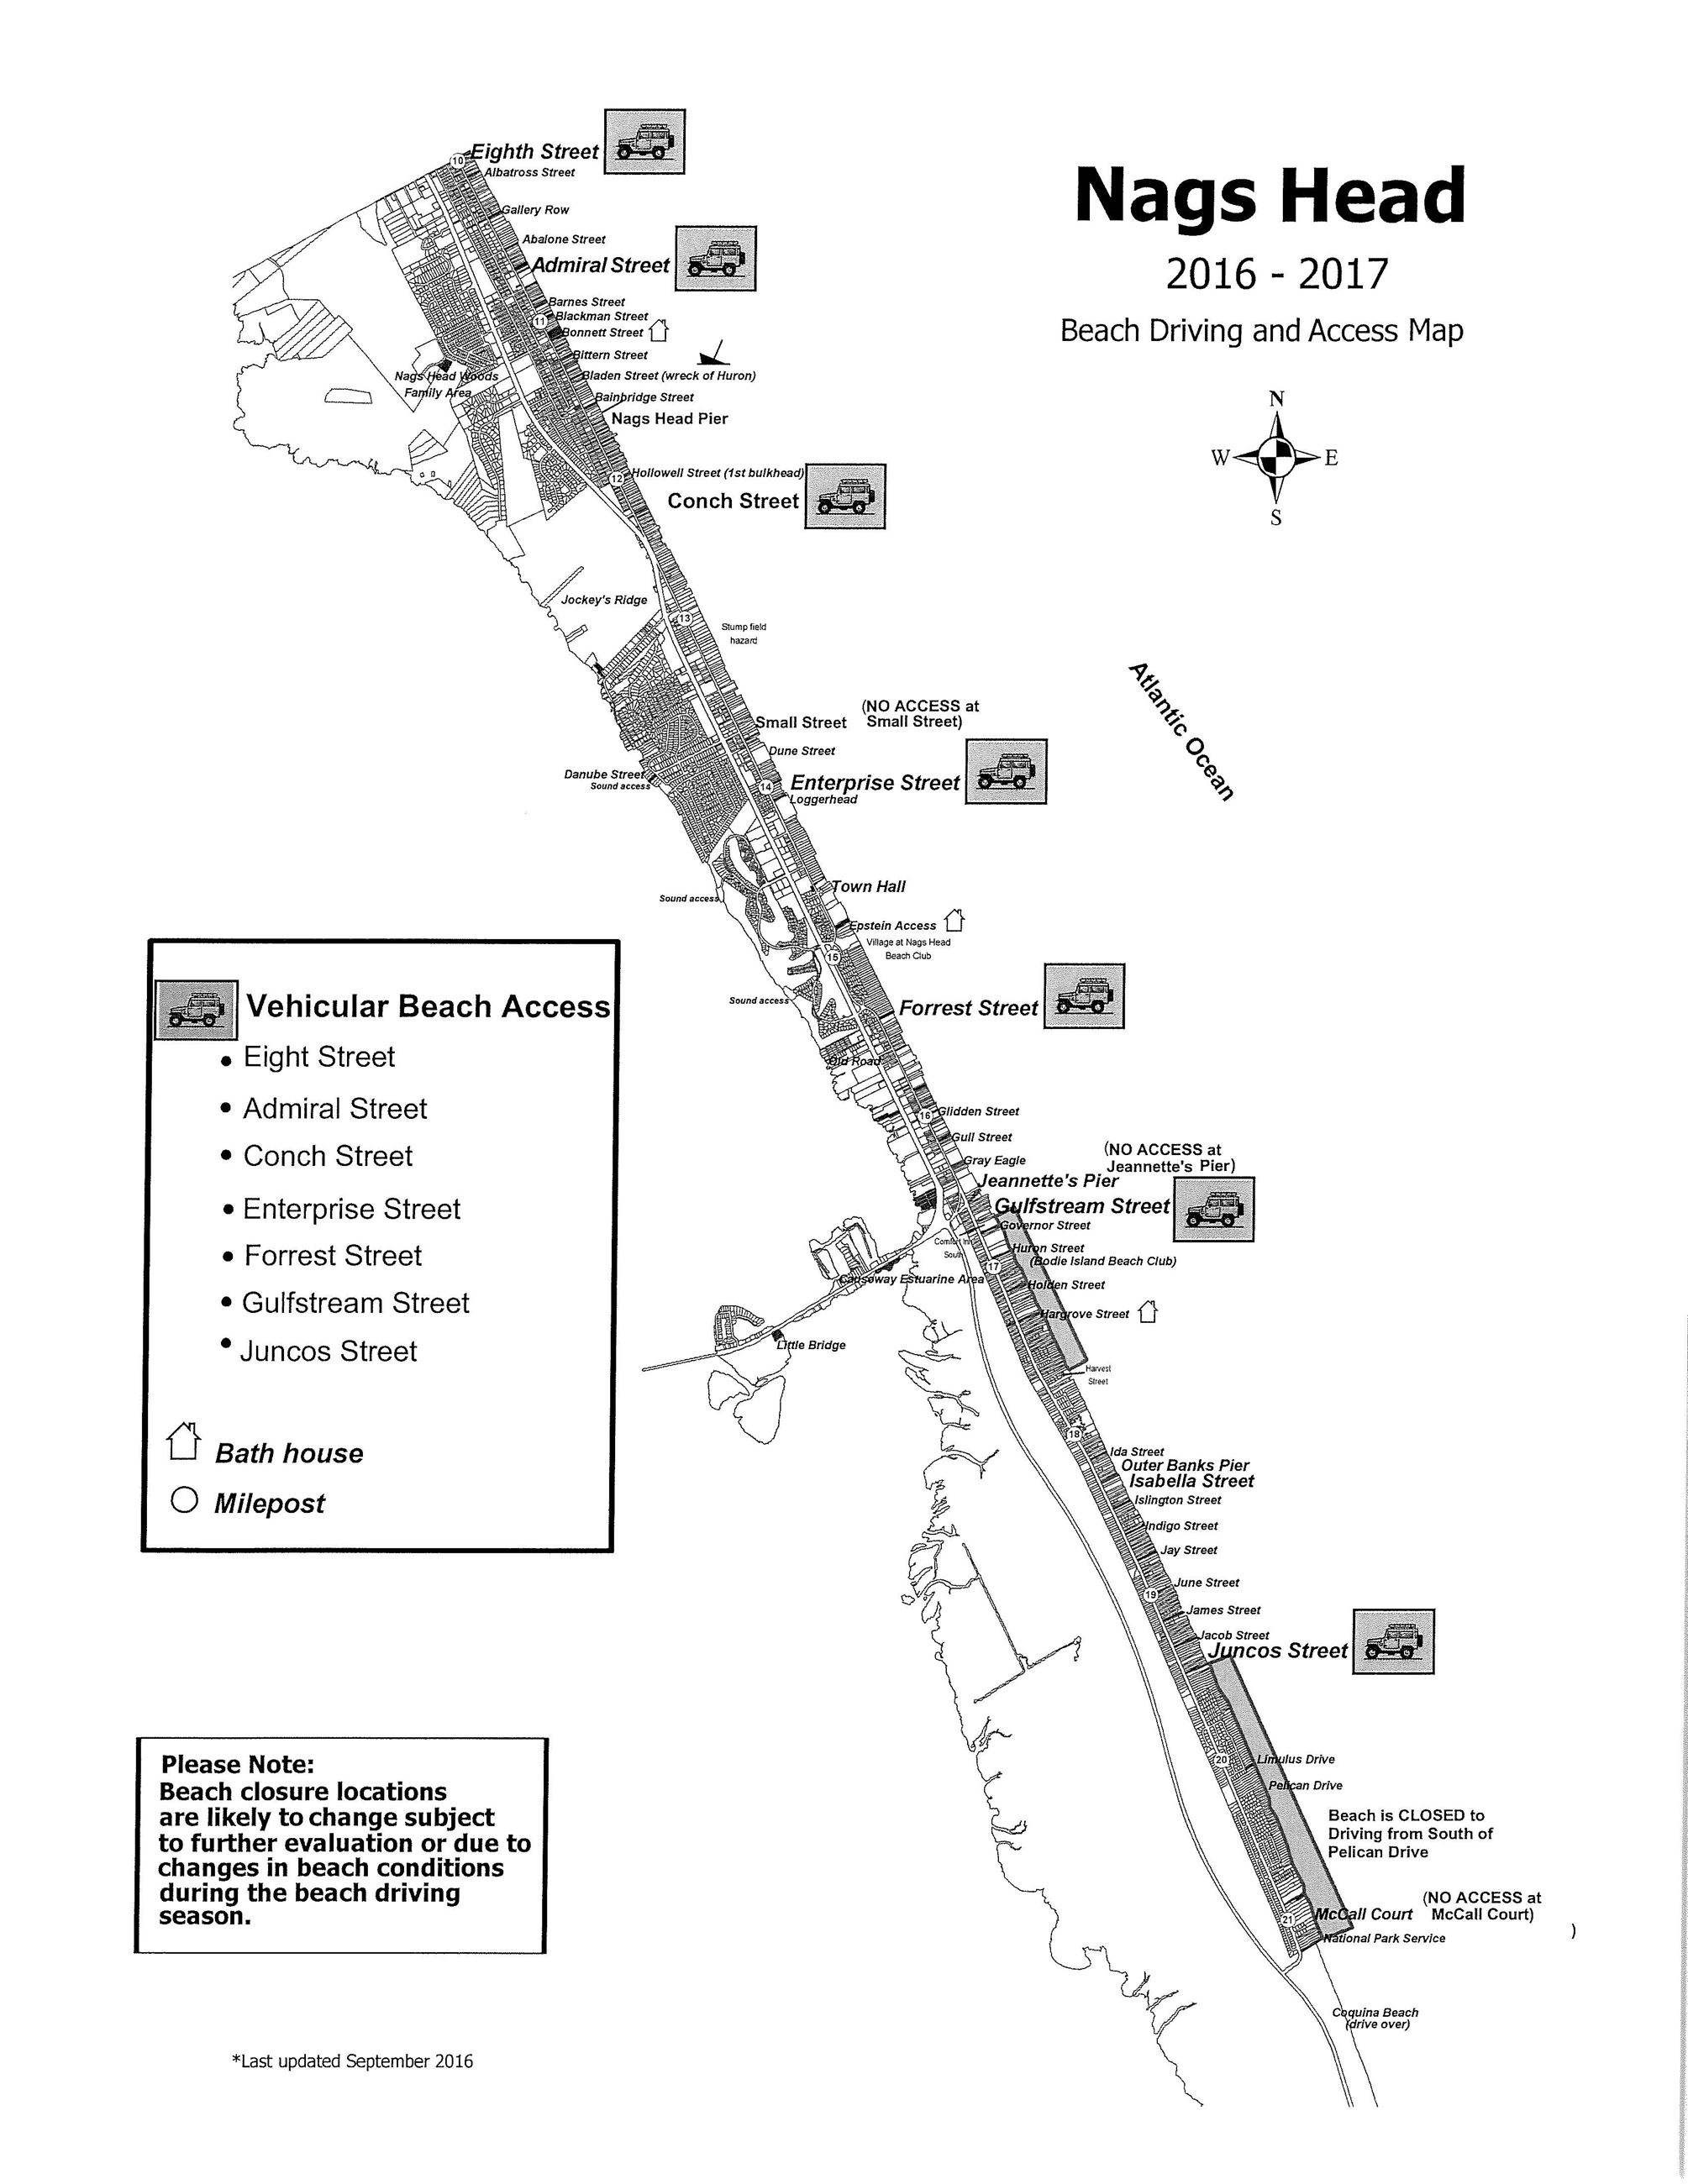 Nags Head
2016 - 2017
Beach Driving and Access Map
N
W
E
S
10
Eighth Street
Albatross Street
Gallery Row
Abalone Street
Admiral Street
Barnes Street
11
Blackman Street
Bonnett Street
Bittern Street
Nags Head Woods
Family Area
Bladen Street (wreck of Huron)
Bainbridge Street
Nags Head Pier
12
Hollowell Street (1st bulkhead)
Conch Street
Jockey's Ridge
13
Stump field
hazard
Atlantic Ocean
Small Street
(NO ACCESS at
Small Street)
Dune Street
Danube Street
Sound access
14
Enterprise Street
Loggerhead
Town Hall
Sound access
Epstein Access
Village at Nags Head
Beach Club
15
Sound access
Forrest Street
Old Road
16
Glidden Street
Gull Street
Gray Eagle
(NO ACCESS at
Jeannette's Pier)
Jeannette's Pier
Gulfstream Street
Governor Street
Comfort Inn
South
Huron Street
(Bodie Island Beach Club)
17
Causoway Estuarine Area
Holden Street
Hargrove Street
Little Bridge
Harvest
Street
18
Ida Street
Outer Banks Pier
Isabella Street
Islington Street
Indigo Street
Jay Street
June Street
19
James Street
Jacob Street
Juncos Street
20
Limulus Drive
Pelican Drive
Beach is CLOSED to
Driving from South of
Pelican Drive
21
McCall Court
(NO ACCESS at
McCall Court)
)
National Park Service
Coquina Beach
(drive over)
Vehicular Beach Access
• Eight Street
• Admiral Street
• Conch Street
• Enterprise Street
• Forrest Street
• Gulfstream Street
• Juncos Street
Bath house
Milepost
Please Note:
Beach closure locations
are likely to change subject
to further evaluation or due to
changes in beach conditions
during the beach driving
season.
*Last updated September 2016